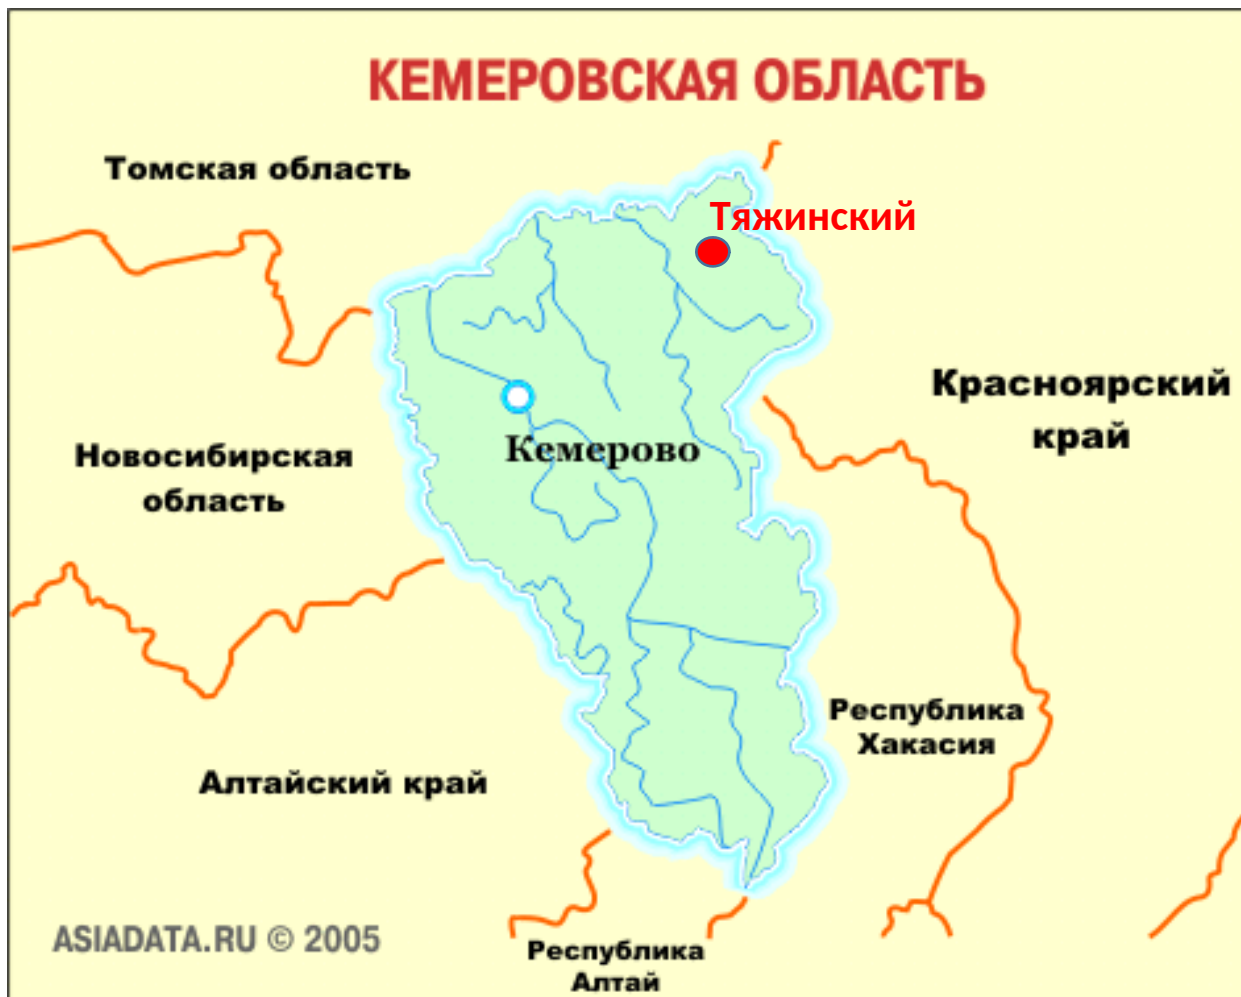 КЕМЕРОВСКАЯ ОБЛАСТЬ
Томская область
Тяжинский
Красноярский
край
Кемерово
Новосибирская
область
Республика
Хакасия
Алтайский край
ASIADATA.RU © 2005
Республика
Алтай